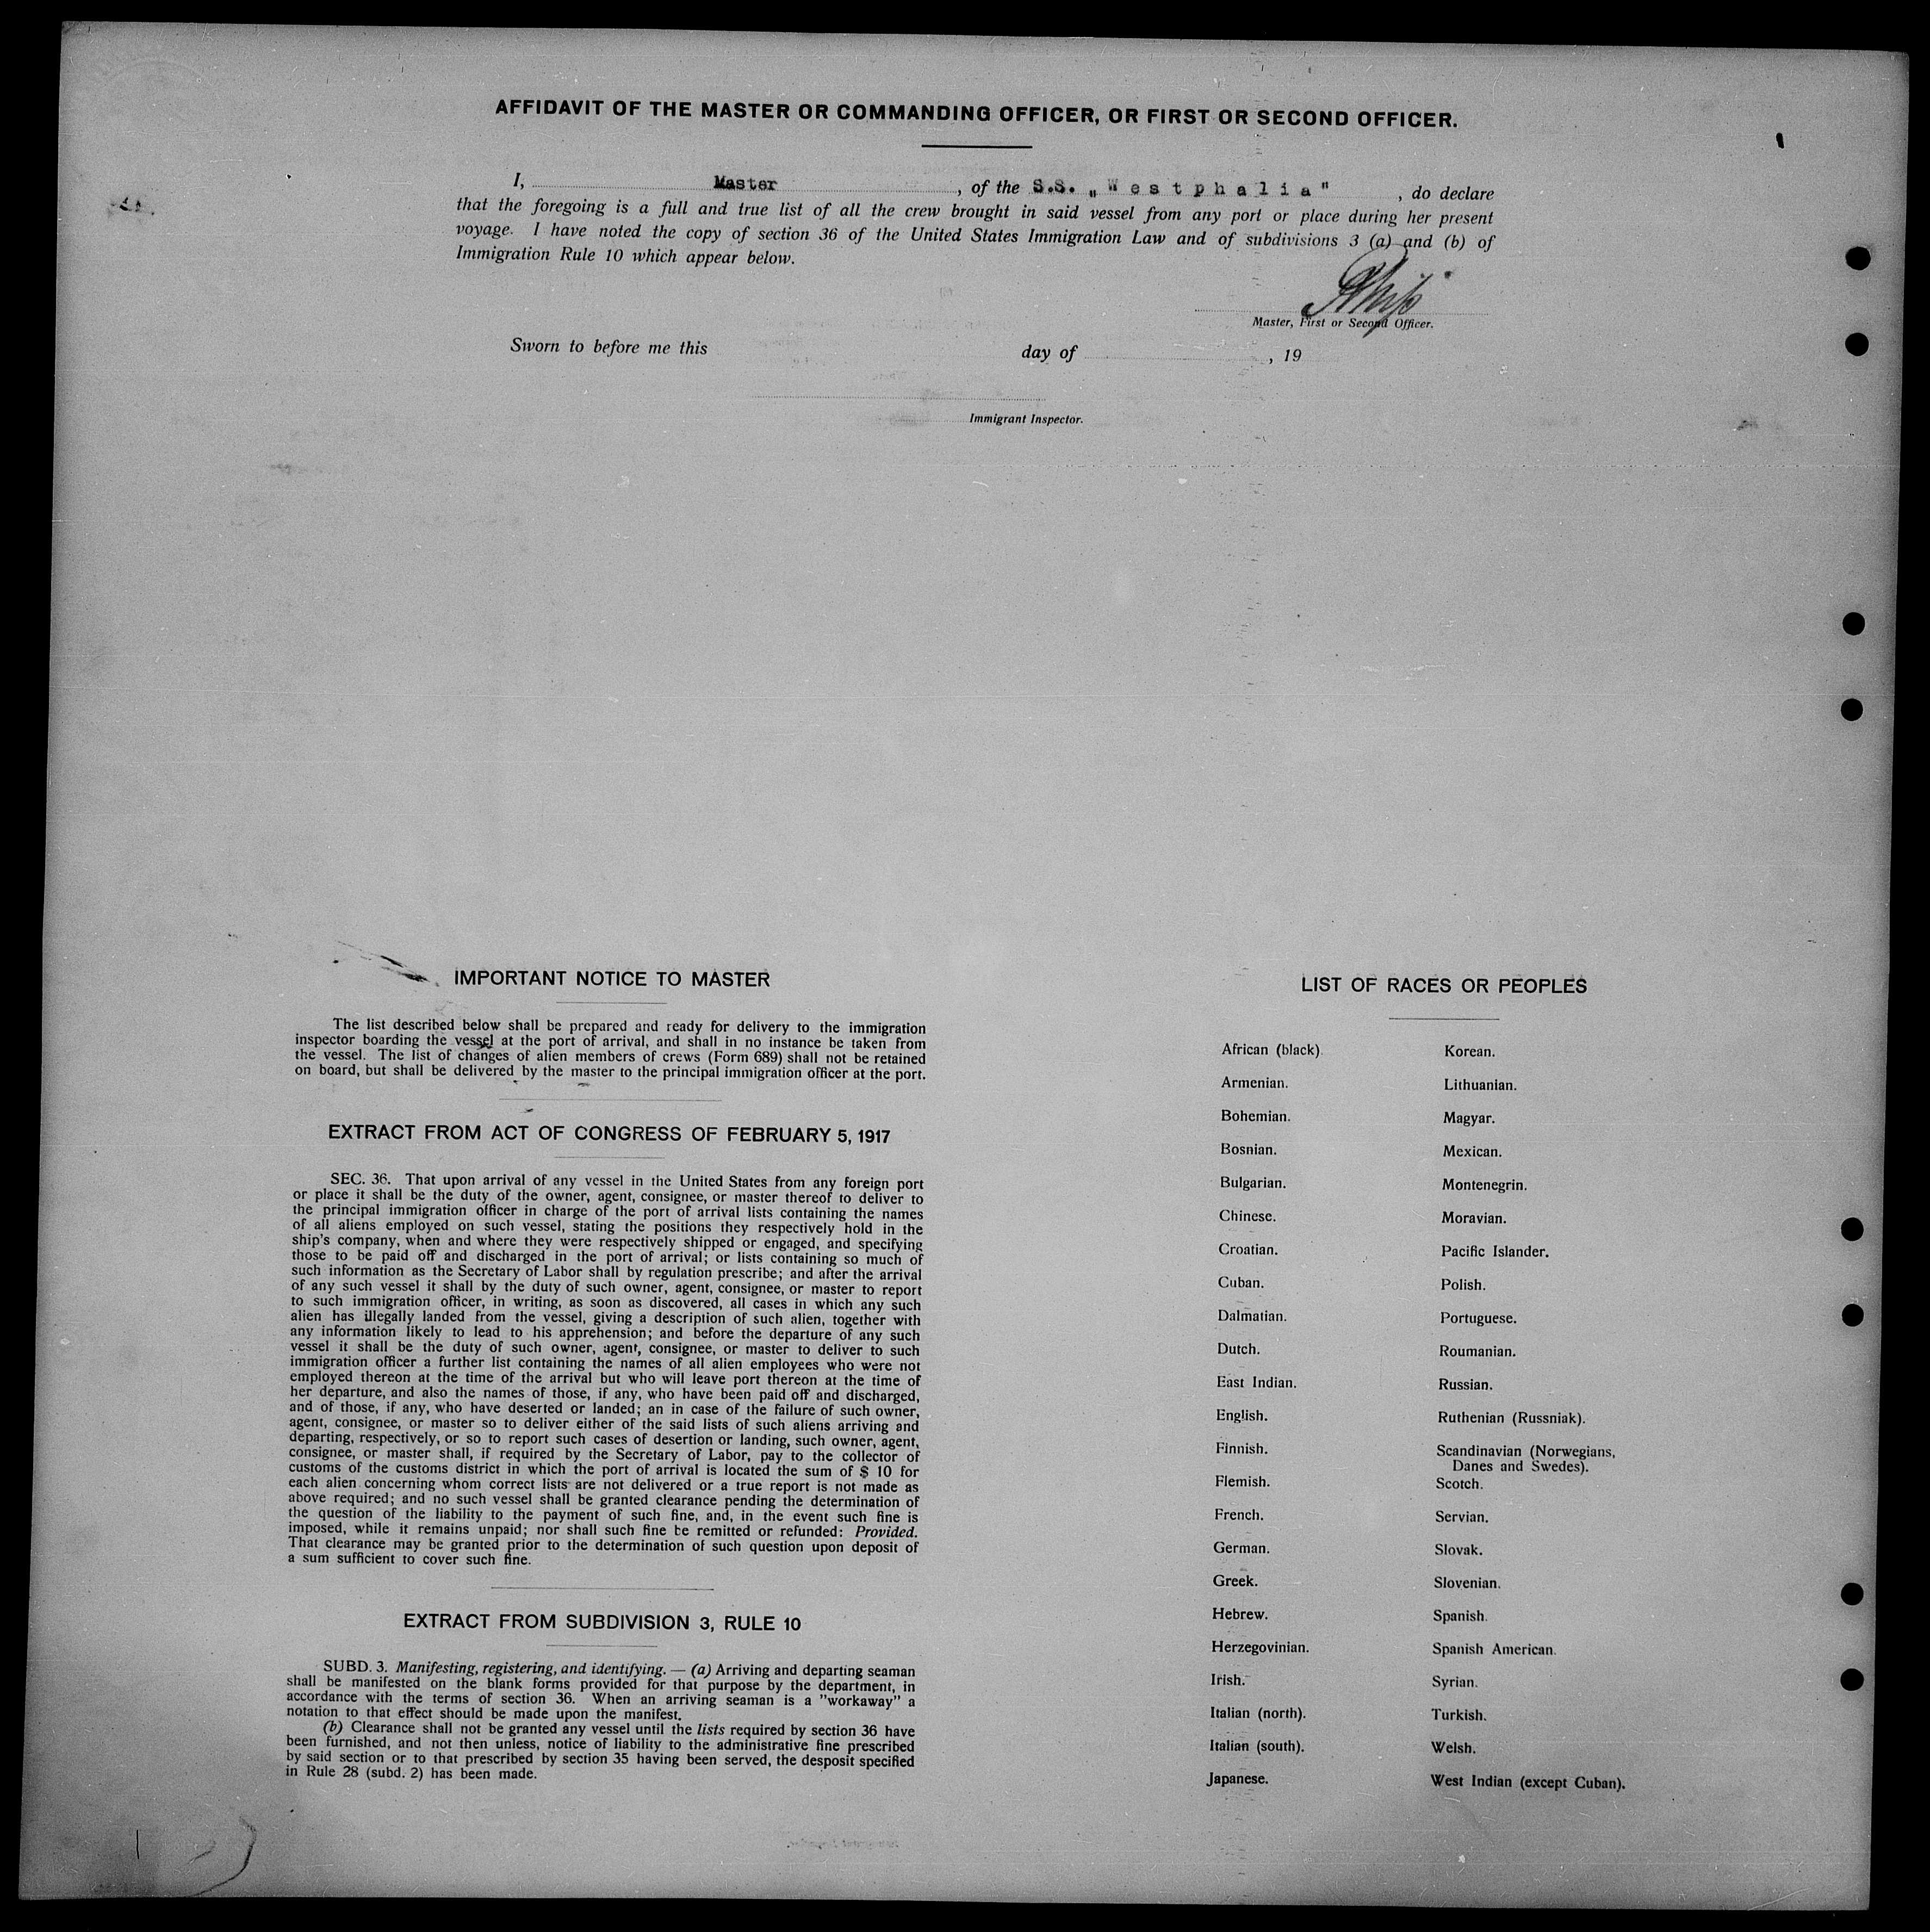 AFFIDAVIT OF THE MASTER OR COMMANDING OFFICER, OR FIRST OR SECOND OFFICER.
I, Master, of the S.S. „Westphalia", do declare
that the foregoing is a full and true list of all the crew brought in said vessel from any port or place during her present
voyage. I have noted the copy of section 36 of the United States Immigration Law and of subdivisions 3 (a) and (b) of
Immigration Rule 10 which appear below.
Master, First or Second Officer.
Sworn to before me this day of , 19
Immigrant Inspector.
IMPORTANT NOTICE TO MASTER
The list described below shall be prepared and ready for delivery to the immigration
inspector boarding the vessel at the port of arrival, and shall in no instance be taken from
the vessel. The list of changes of alien members of crews (Form 689) shall not be retained
on board, but shall be delivered by the master to the principal immigration officer at the port.
EXTRACT FROM ACT OF CONGRESS OF FEBRUARY 5, 1917
SEC. 36. That upon arrival of any vessel in the United States from any foreign port
or place it shall be the duty of the owner, agent, consignee, or master thereof to deliver to
the principal immigration officer in charge of the port of arrival lists containing the names
of all aliens employed on such vessel, stating the positions they respectively hold in the
ship's company, when and where they were respectively shipped or engaged, and specifying
those to be paid off and discharged in the port of arrival; or lists containing so much of
such information as the Secretary of Labor shall by regulation prescribe; and after the arrival
of any such vessel it shall by the duty of such owner, agent, consignee, or master to report
to such immigration officer, in writing, as soon as discovered, all cases in which any such
alien has illegally landed from the vessel, giving a description of such alien, together with
any information likely to lead to his apprehension; and before the departure of any such
vessel it shall be the duty of such owner, agent, consignee, or master to deliver to such
immigration officer a further list containing the names of all alien employees who were not
employed thereon at the time of the arrival but who will leave port thereon at the time of
her departure, and also the names of those, if any, who have been paid off and discharged,
and of those, if any, who have deserted or landed; an in case of the failure of such owner,
agent, consignee, or master so to deliver either of the said lists of such aliens arriving and
departing, respectively, or so to report such cases of desertion or landing, such owner, agent,
consignee, or master shall, if required by the Secretary of Labor, pay to the collector of
customs of the customs district in which the port of arrival is located the sum of $ 10 for
each alien concerning whom correct lists are not delivered or a true report is not made as
above required; and no such vessel shall be granted clearance pending the determination of
the question of the liability to the payment of such fine, and, in the event such fine is
imposed, while it remains unpaid; nor shall such fine be remitted or refunded: Provided.
That clearance may be granted prior to the determination of such question upon deposit of
a sum sufficient to cover such fine.
EXTRACT FROM SUBDIVISION 3, RULE 10
SUBD. 3. Manifesting, registering, and identifying. — (a) Arriving and departing seaman
shall be manifested on the blank forms provided for that purpose by the department, in
accordance with the terms of section 36. When an arriving seaman is a "workaway" a
notation to that effect should be made upon the manifest.
(b) Clearance shall not be granted any vessel until the lists required by section 36 have
been furnished, and not then unless, notice of liability to the administrative fine prescribed
by said section or to that prescribed by section 35 having been served, the desposit specified
in Rule 28 (subd. 2) has been made.
LIST OF RACES OR PEOPLES
African (black).
Armenian.
Bohemian.
Bosnian.
Bulgarian.
Chinese.
Croatian.
Cuban.
Dalmatian.
Dutch.
East Indian.
English.
Finnish.
Flemish.
French.
German.
Greek.
Hebrew.
Herzegovinian.
Irish.
Italian (north).
Italian (south).
Japanese.
Korean.
Lithuanian.
Magyar.
Mexican.
Montenegrin.
Moravian.
Pacific Islander.
Polish.
Portuguese.
Roumanian.
Russian.
Ruthenian (Russniak).
Scandinavian (Norwegians,
Danes and Swedes).
Scotch.
Servian.
Slovak.
Slovenian.
Spanish.
Spanish American.
Syrian.
Turkish.
Welsh.
West Indian (except Cuban).